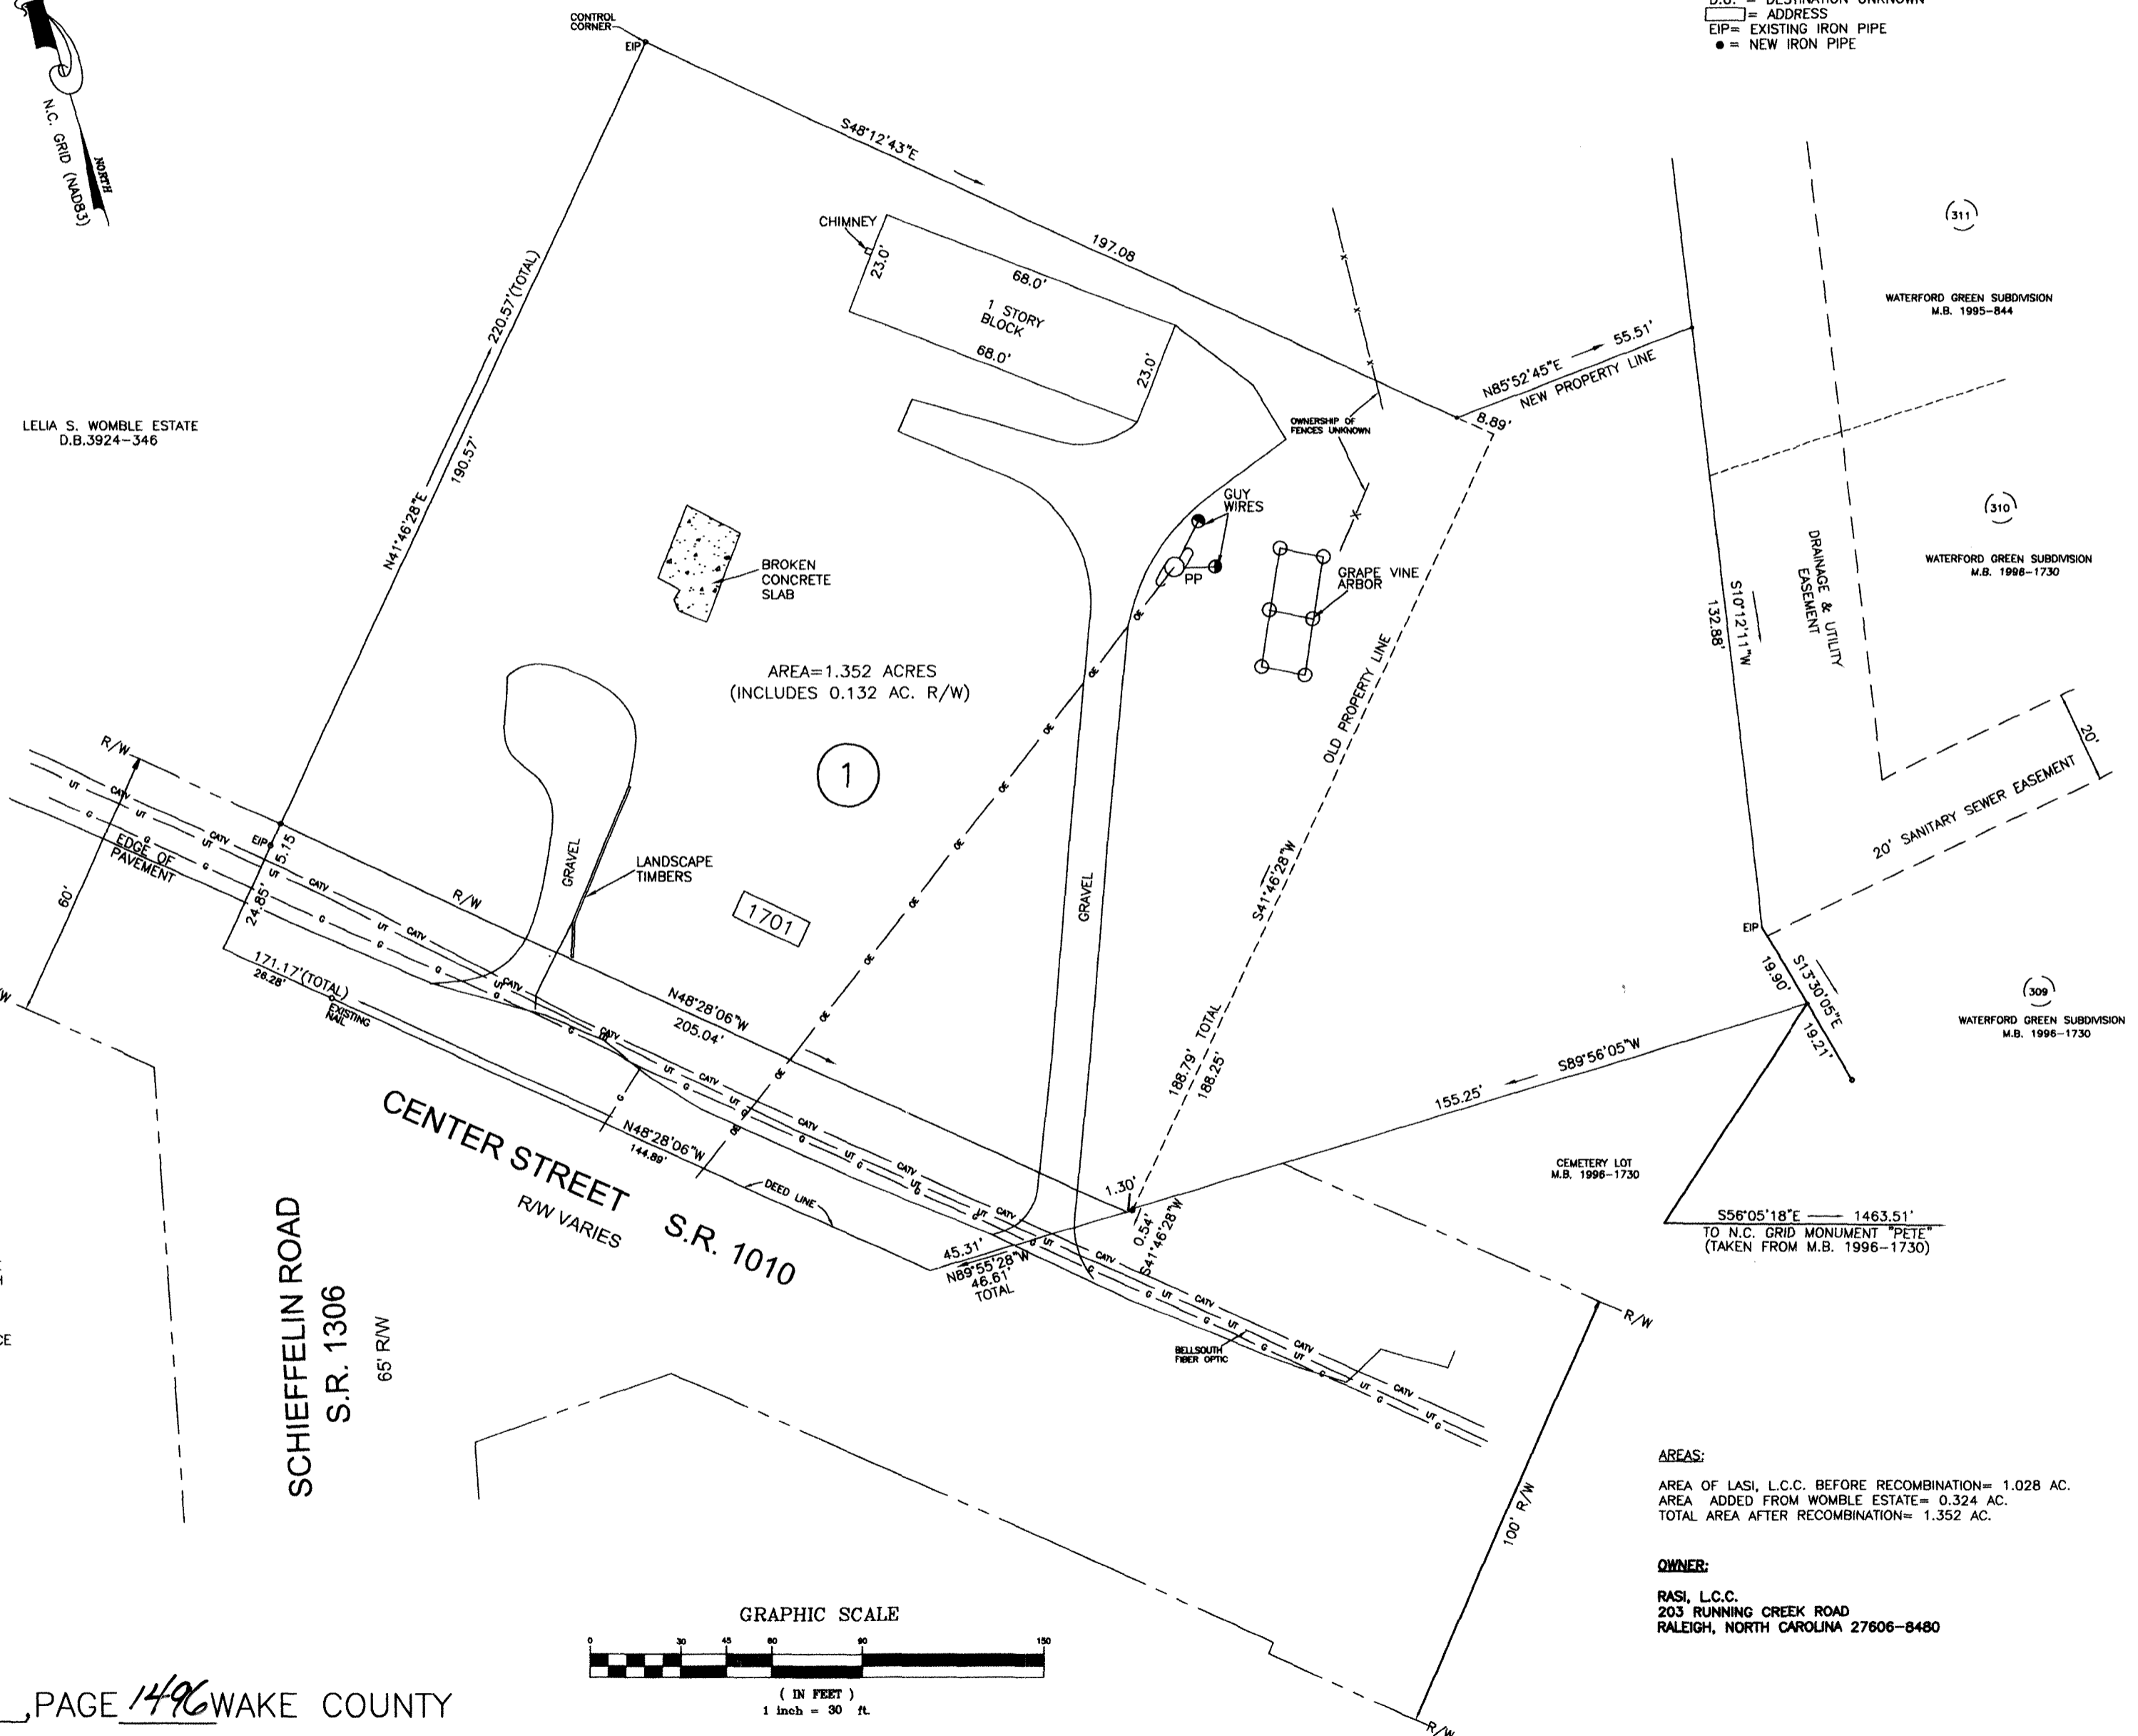 CONTROL
CORNER
EIP
D.U. = DESTINATION UNKNOWN
= ADDRESS
EIP= EXISTING IRON PIPE
● = NEW IRON PIPE
N.C. GRID (NAD83)
NORTH
S48°12'43"E
197.08
CHIMNEY
23.0'
68.0'
1 STORY
BLOCK
68.0'
23.0'
N41°46'28"E
220.57'(TOTAL)
190.57'
LELIA S. WOMBLE ESTATE
D.B.3924-346
OWNERSHIP OF
FENCES UNKNOWN
N85°52'45"E
55.51'
NEW PROPERTY LINE
8.89'
311
WATERFORD GREEN SUBDIVISION
M.B. 1995-844
310
WATERFORD GREEN SUBDIVISION
M.B. 1996-1730
DRAINAGE & UTILITY
EASEMENT
S10°12'11"W
132.88'
GUY
WIRES
PP
GRAPE VINE
ARBOR
BROKEN
CONCRETE
SLAB
AREA=1.352 ACRES
(INCLUDES 0.132 AC. R/W)
1
OLD PROPERTY LINE
S41°46'28"W
188.79' TOTAL
188.25'
20'
20' SANITARY SEWER EASEMENT
EIP
S13°30'05"E
19.90'
19.21'
309
WATERFORD GREEN SUBDIVISION
M.B. 1996-1730
R/W
60'
EDGE OF
PAVEMENT
EIP
5.15
24.85'
R/W
GRAVEL
LANDSCAPE
TIMBERS
1701
GRAVEL
171.17'(TOTAL)
26.28'
EXISTING
NAIL
N48°28'06"W
205.04'
N48°28'06"W
144.89'
DEED LINE
CENTER STREET S.R. 1010
R/W VARIES
S89°56'05"W
155.25'
1.30'
0.54'
S41°46'28"W
45.31'
N89°55'28"W
46.61'
TOTAL
CEMETERY LOT
M.B. 1996-1730
S56°05'18"E 1463.51'
TO N.C. GRID MONUMENT "PETE"
(TAKEN FROM M.B. 1996-1730)
SCHIEFFELIN ROAD
S.R. 1306
65' R/W
BELLSOUTH
FIBER OPTIC
R/W
100' R/W
R/W
AREAS:
AREA OF LASI, L.C.C. BEFORE RECOMBINATION= 1.028 AC.
AREA ADDED FROM WOMBLE ESTATE= 0.324 AC.
TOTAL AREA AFTER RECOMBINATION= 1.352 AC.
OWNER:
RASI, L.C.C.
203 RUNNING CREEK ROAD
RALEIGH, NORTH CAROLINA 27606-8480
GRAPHIC SCALE
0 30 45 60 90 150
( IN FEET )
1 inch = 30 ft.
, PAGE 1496 WAKE COUNTY